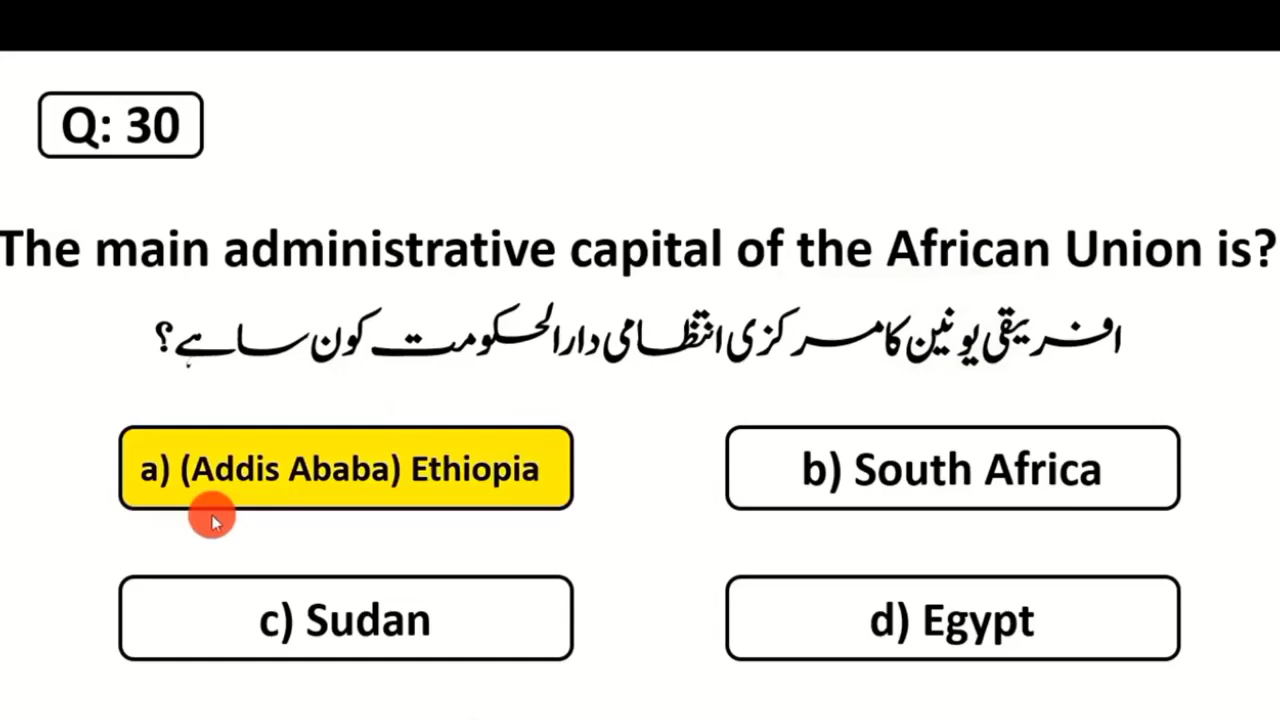 Q: 30
The main administrative capital of the African Union is?
افریقی یونین کا مرکزی انتظامی دارالحکومت کون سا ہے؟
a) (Addis Ababa) Ethiopia
b) South Africa
c) Sudan
d) Egypt